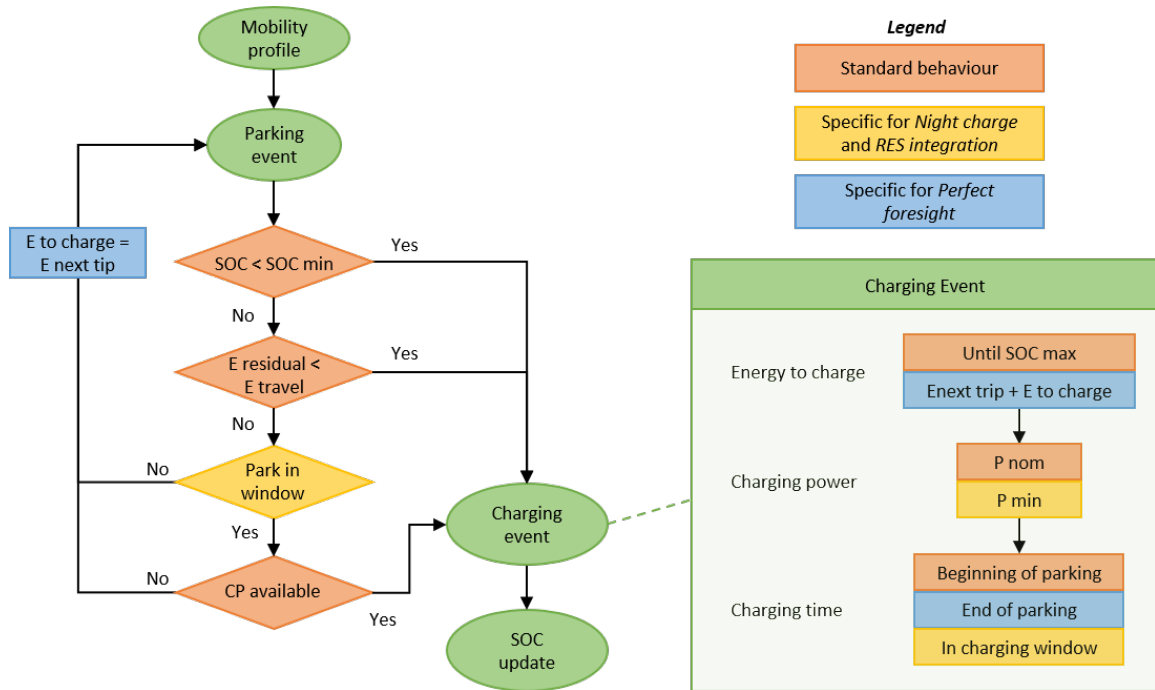 Mobility
profile
Parking
event
E to charge =
E next tip
SOC < SOC min
Yes
No
E residual <
E travel
Yes
No
Park in
window
No
Yes
CP available
No
Yes
Charging
event
SOC
update
Legend
Standard behaviour
Specific for Night charge
and RES integration
Specific for Perfect
foresight
Charging Event
Energy to charge
Until SOC max
Enext trip + E to charge
Charging power
P nom
P min
Charging time
Beginning of parking
End of parking
In charging window